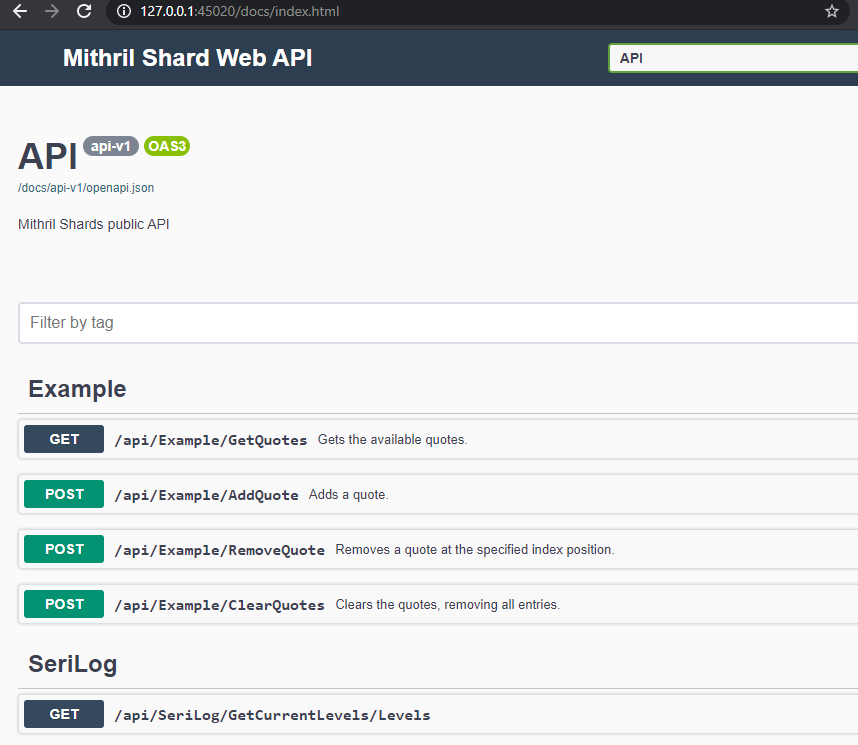 127.0.0.1:45020/docs/index.html
Mithril Shard Web API
API
API api-v1 OAS3
/docs/api-v1/openapi.json
Mithril Shards public API
Filter by tag
Example
GET /api/Example/GetQuotes Gets the available quotes.
POST /api/Example/AddQuote Adds a quote.
POST /api/Example/RemoveQuote Removes a quote at the specified index position.
POST /api/Example/ClearQuotes Clears the quotes, removing all entries.
SeriLog
GET /api/SeriLog/GetCurrentLevels/Levels